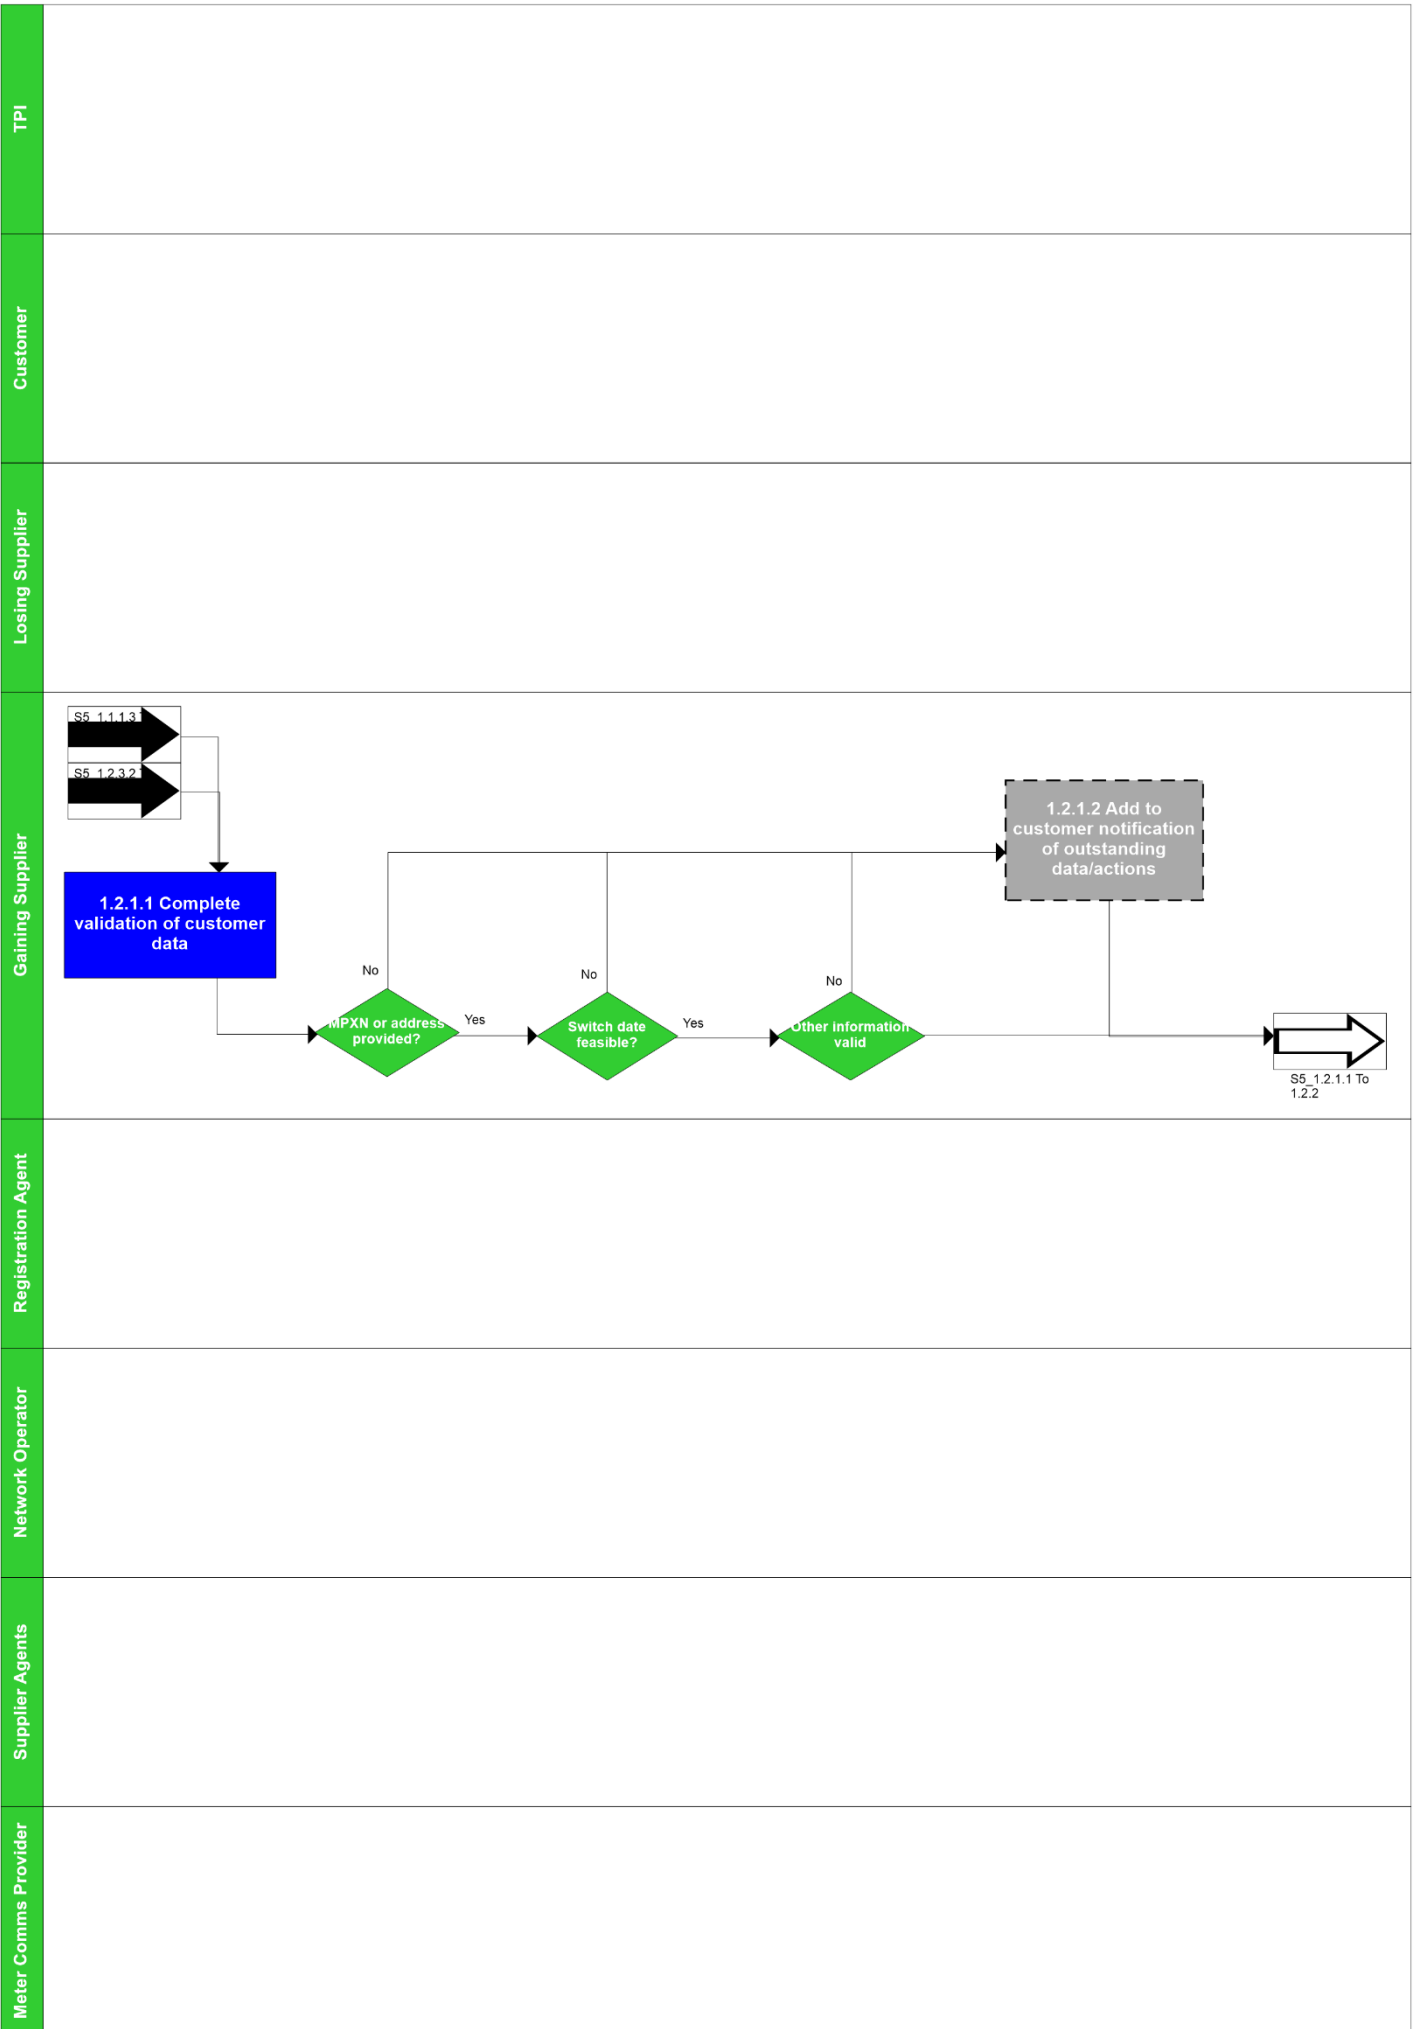 TPI
Customer
Losing Supplier
Gaining Supplier
S5_1.1.1.3
S5_1.2.3.2
1.2.1.1 Complete
validation of customer
data
No
MPXN or address
provided?
Yes
No
Switch date
feasible?
Yes
No
Other information
valid
1.2.1.2 Add to
customer notification
of outstanding
data/actions
S5_1.2.1.1 To
1.2.2
Registration Agent
Network Operator
Supplier Agents
Meter Comms Provider